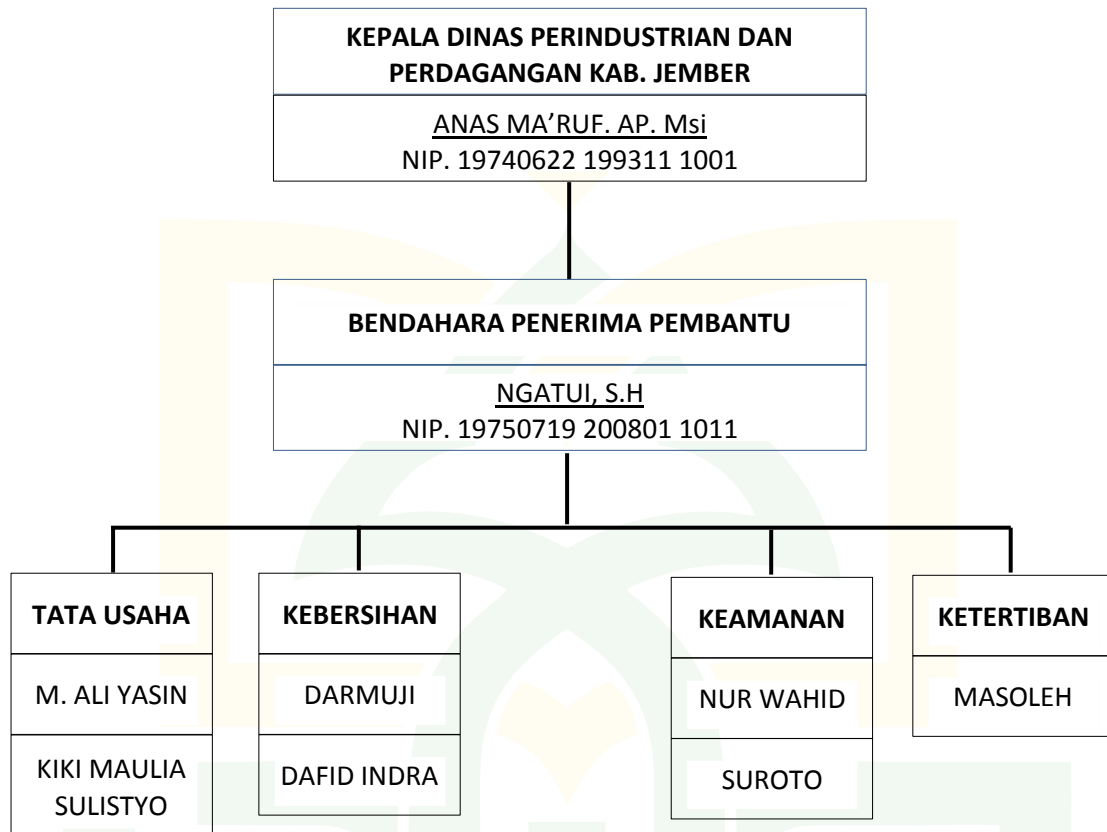 KEPALA DINAS PERINDUSTRIAN DAN
PERDAGANGAN KAB. JEMBER
ANAS MA’RUF. AP. Msi
NIP. 19740622 199311 1001
BENDAHARA PENERIMA PEMBANTU
NGATUI, S.H
NIP. 19750719 200801 1011
TATA USAHA
M. ALI YASIN
KIKI MAULIA
SULISTYO
KEBERSIHAN
DARMUJI
DAFID INDRA
KEAMANAN
NUR WAHID
SUROTO
KETERTIBAN
MASOLEH